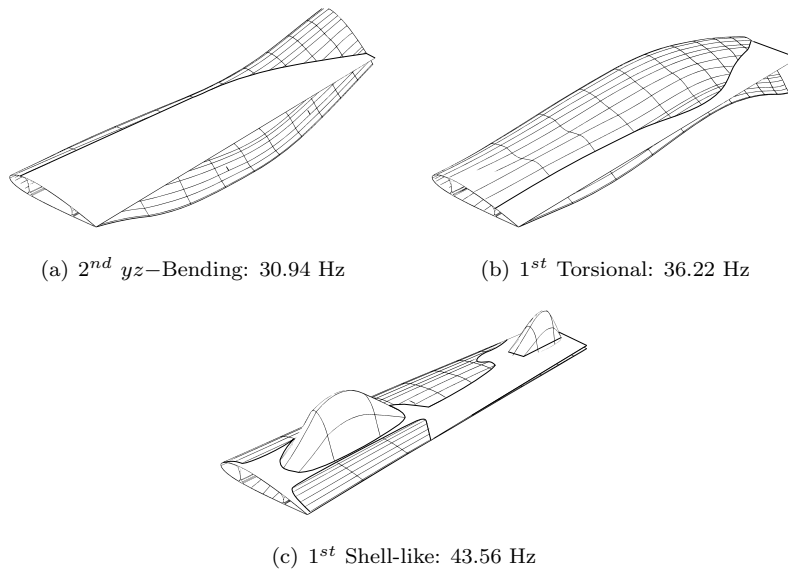 (a) 2nd yz−Bending: 30.94 Hz
(b) 1st Torsional: 36.22 Hz
(c) 1st Shell-like: 43.56 Hz